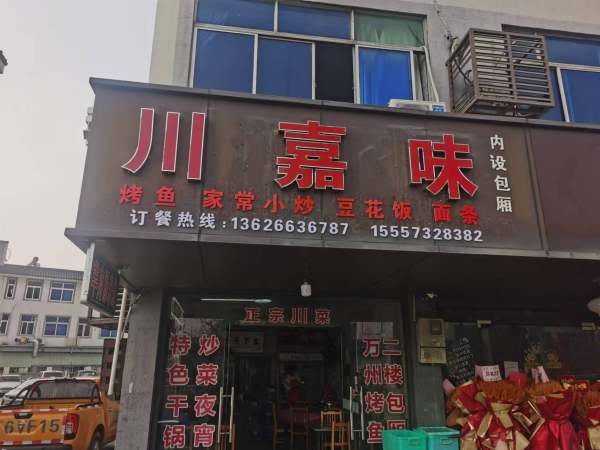 川嘉味
内设包厢
烤鱼 家常小炒 豆花饭 面条
订餐热线:13626636787 15557328382
正宗川菜
特色干锅
炒菜夜宵
万州烤鱼
二楼包厢
6AF15